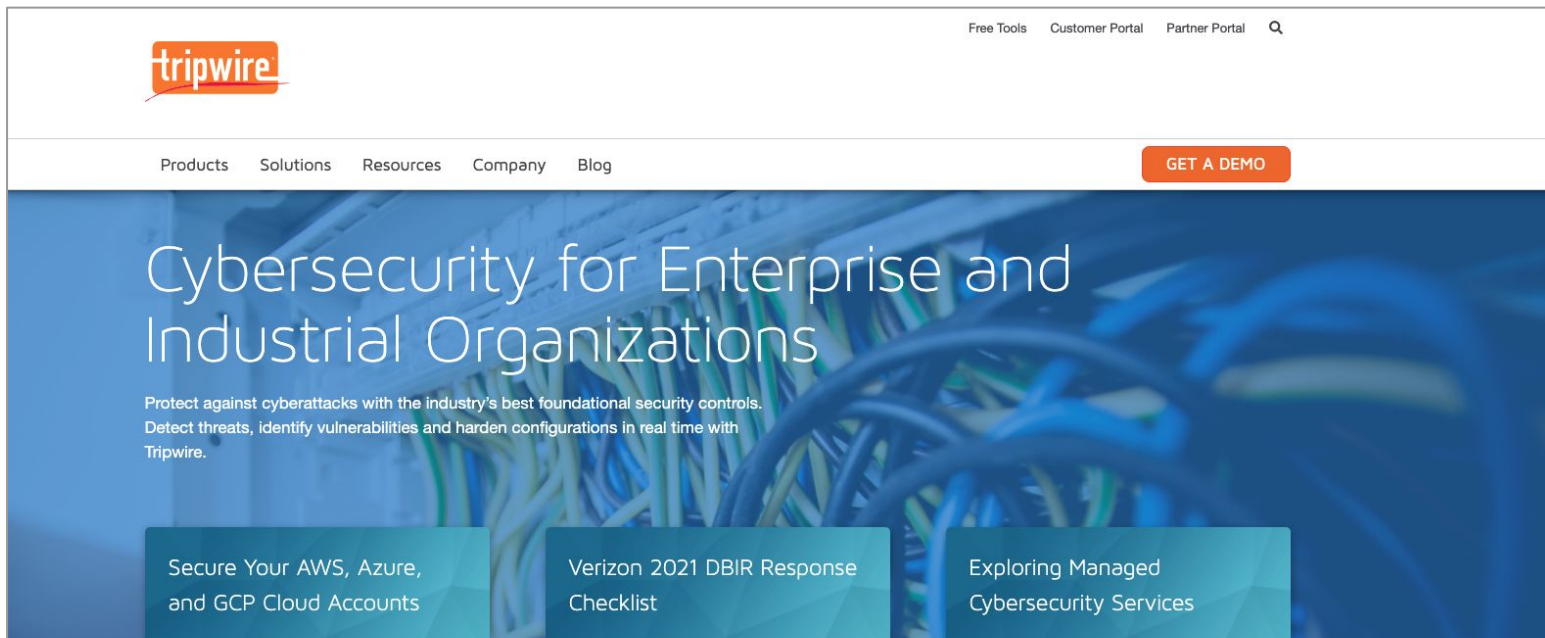 Free Tools Customer Portal Partner Portal
tripwire
Products Solutions Resources Company Blog GET A DEMO
Cybersecurity for Enterprise and
Industrial Organizations
Protect against cyberattacks with the industry's best foundational security controls.
Detect threats, identify vulnerabilities and harden configurations in real time with
Tripwire.
Secure Your AWS, Azure,
and GCP Cloud Accounts
Verizon 2021 DBIR Response
Checklist
Exploring Managed
Cybersecurity Services